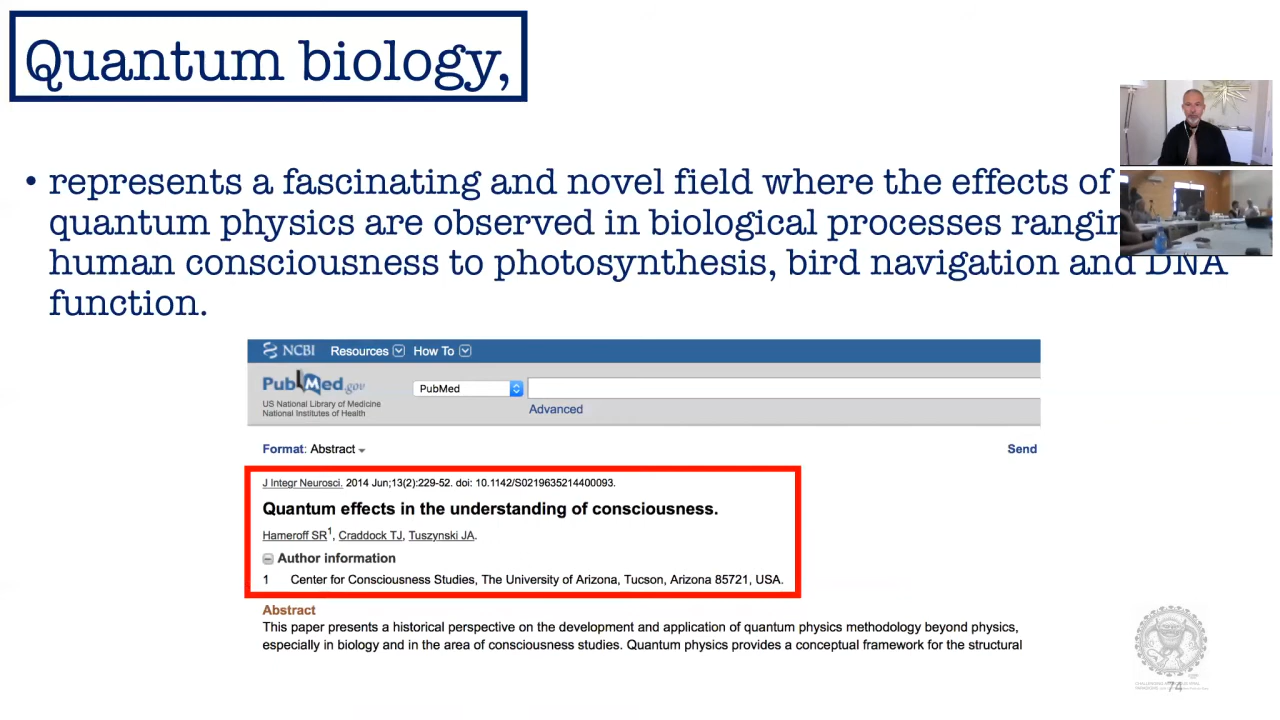 Quantum biology,
• represents a fascinating and novel field where the effects of
quantum physics are observed in biological processes
human consciousness to photosynthesis, bird navigation and DNA
function.
NCBI Resources How To
PubMed.gov
US National Library of Medicine
National Institutes of Health
PubMed
Advanced
Format: Abstract
Send
J Integr Neurosci. 2014 Jun;13(2):229-52. doi: 10.1142/S0219635214400093.
Quantum effects in the understanding of consciousness.
Hameroff SR1, Craddock TJ, Tuszynski JA.
Author information
1 Center for Consciousness Studies, The University of Arizona, Tucson, Arizona 85721, USA.
Abstract
This paper presents a historical perspective on the development and application of quantum physics methodology beyond physics,
especially in biology and in the area of consciousness studies. Quantum physics provides a conceptual framework for the structural
74